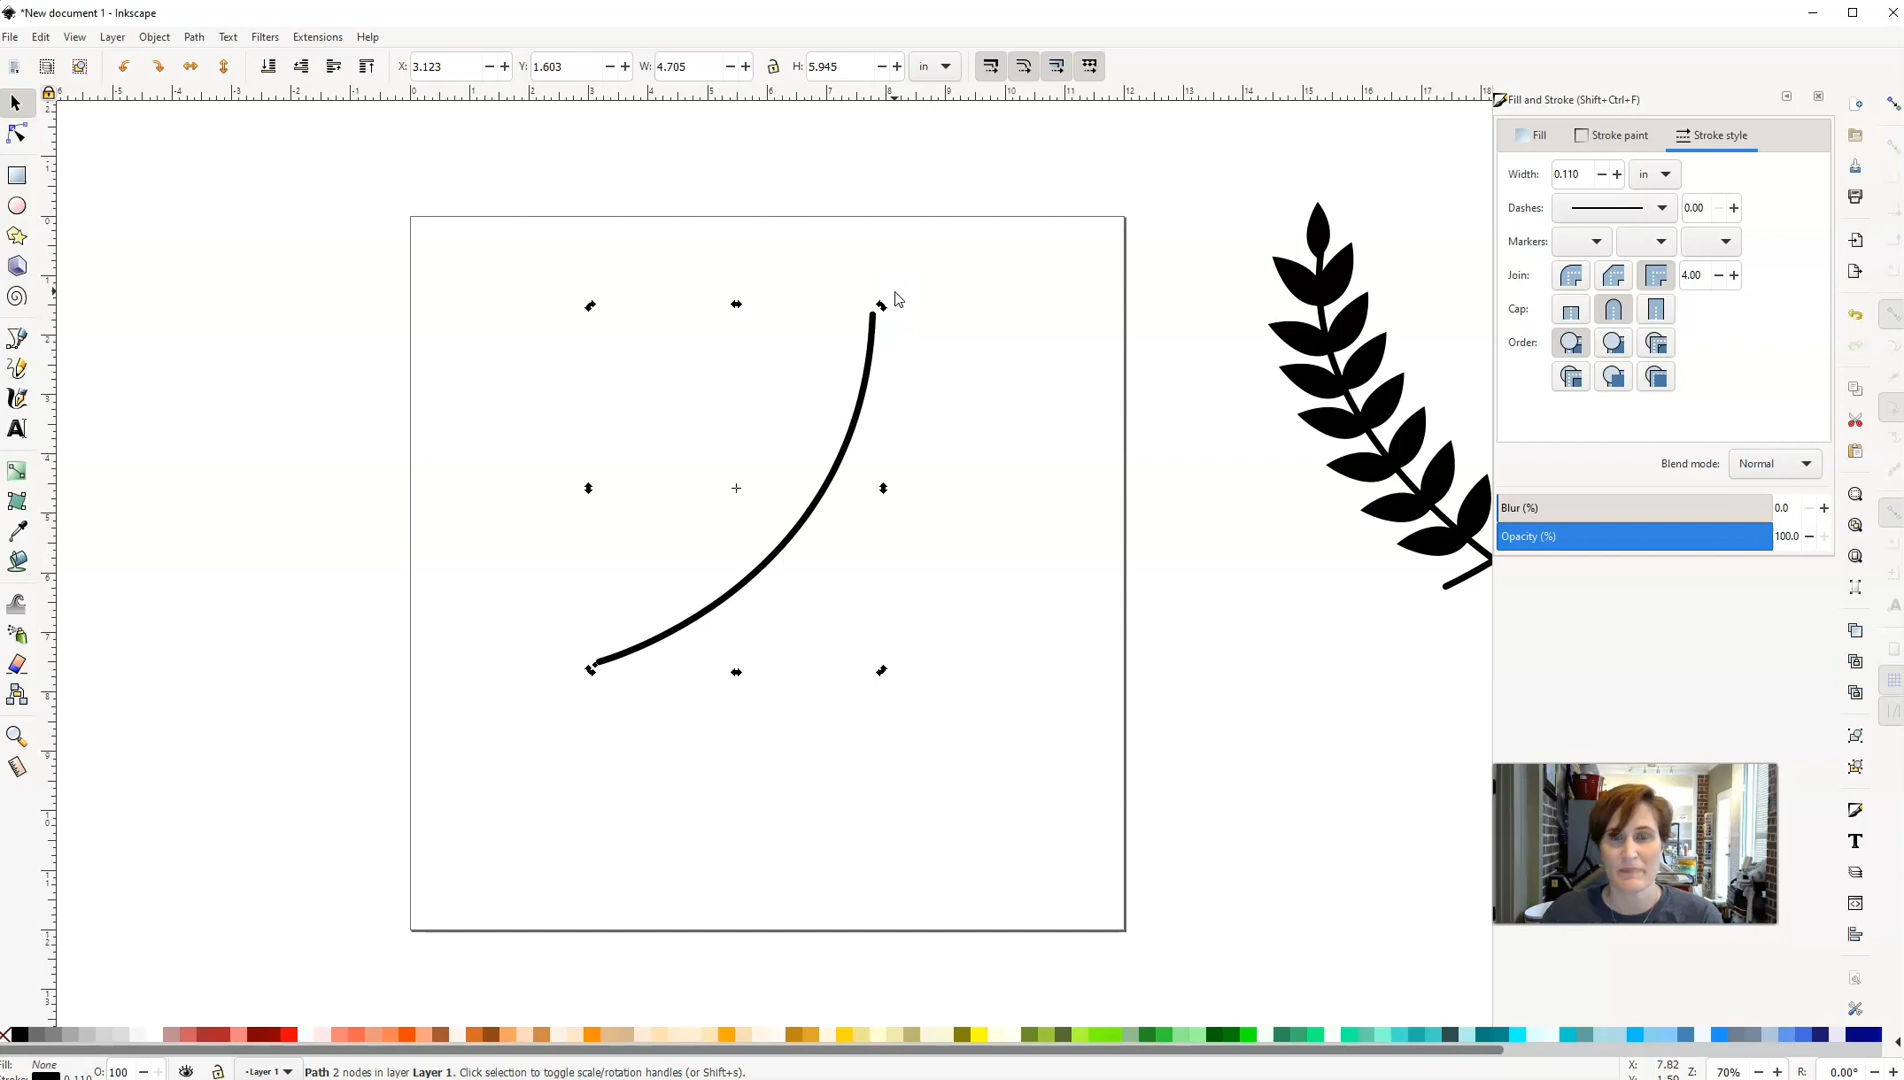 *New document 1 - Inkscape
File Edit View Layer Object Path Text Filters Extensions Help
X: 3.123 Y: 1.603 W: 4.705 H: 5.945 in
Fill and Stroke (Shift+Ctrl+F)
Fill Stroke paint Stroke style
Width: 0.110 in
Dashes: 0.00
Markers:
Join: 4.00
Cap:
Order:
Blend mode: Normal
Blur (%) 0.0
Opacity (%) 100.0
Fill: None
Stroke: 0.110
O: 100
Layer 1
Path 2 nodes in layer Layer 1. Click selection to toggle scale/rotation handles (or Shift+s).
X: 7.82
Y: 1.50
Z: 70%
R: 0.00°